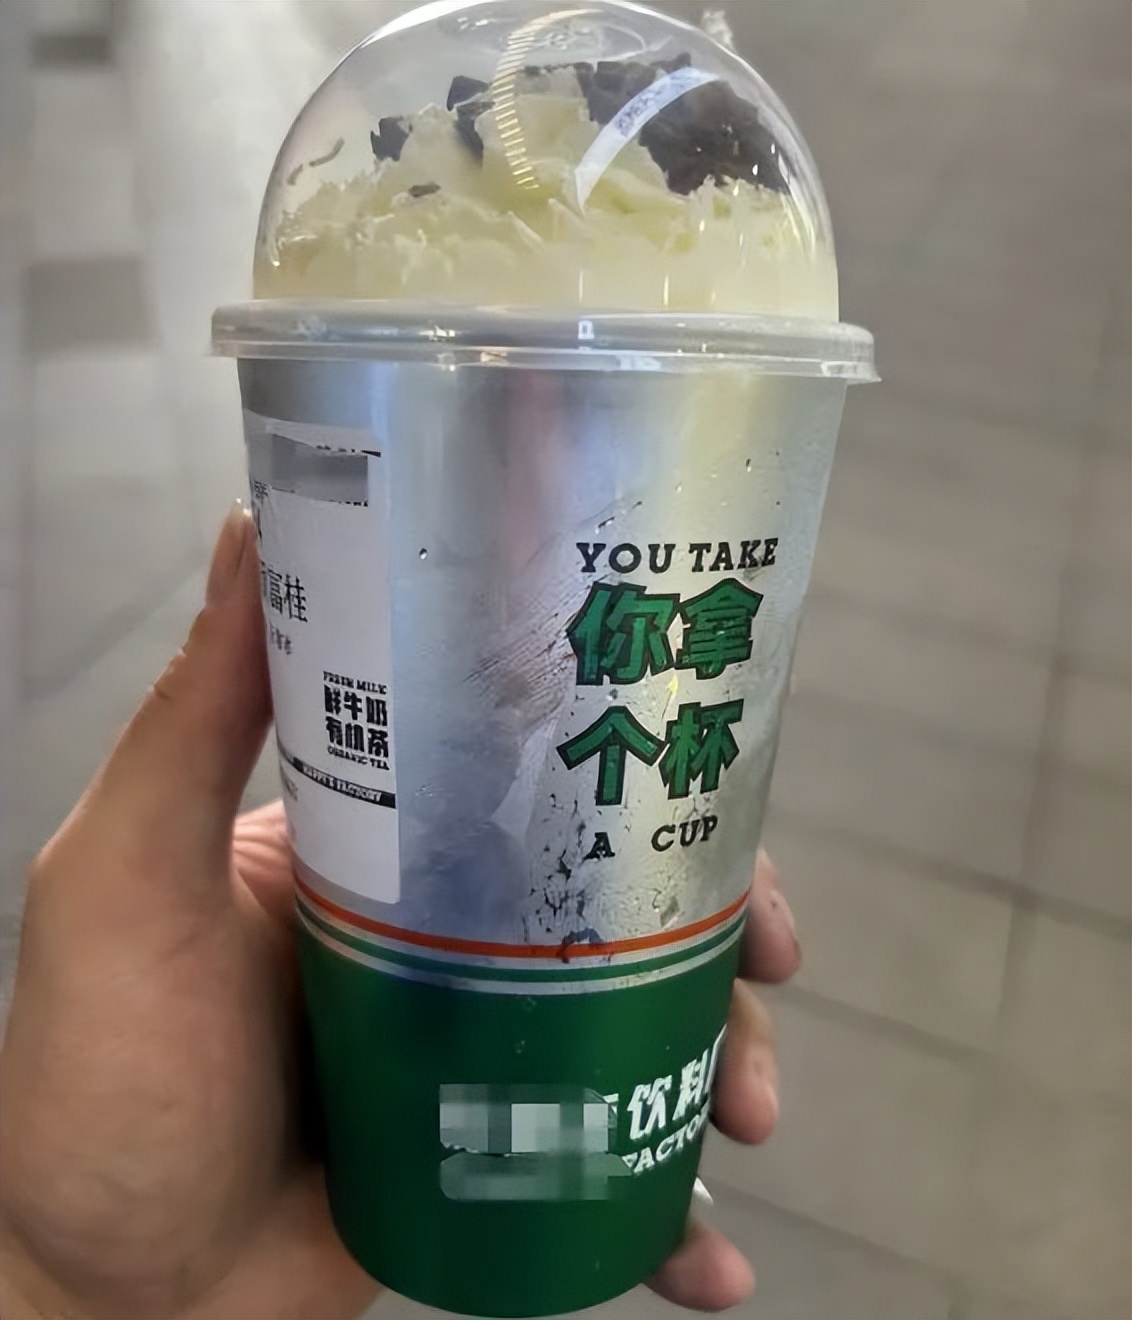 YOU TAKE
你拿
个杯
A CUP
富桂
FRESH MILK
鲜牛奶
有机茶
ORGANIC TEA
饮料
FACTO